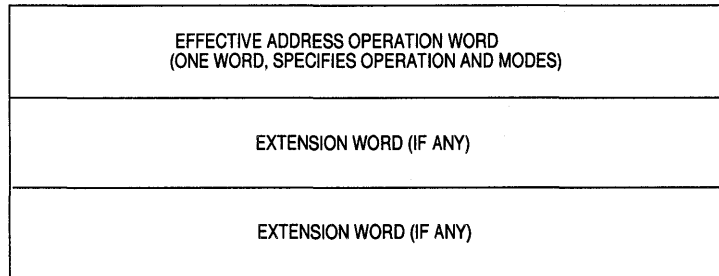 EFFECTIVE ADDRESS OPERATION WORD
(ONE WORD, SPECIFIES OPERATION AND MODES)
EXTENSION WORD (IF ANY)
EXTENSION WORD (IF ANY)